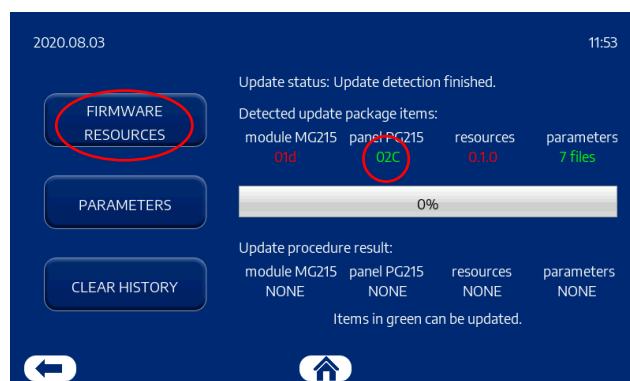 2020.08.03 11:53
Update status: Update detection finished.
FIRMWARE
RESOURCES
Detected update package items:
module MG215 panel PG215 resources parameters
01d 02C 0.1.0 7 files
PARAMETERS
0%
Update procedure result:
module MG215 panel PC215 resources parameters
NONE NONE NONE NONE
CLEAR HISTORY
Items in green can be updated.